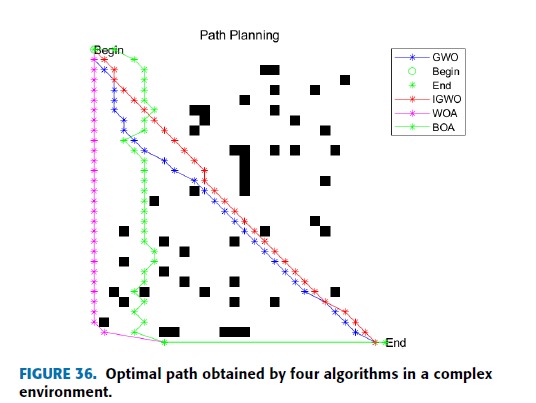 Path Planning
Begin
GWO
Begin
End
IGWO
WOA
BOA
End
FIGURE 36. Optimal path obtained by four algorithms in a complex
environment.